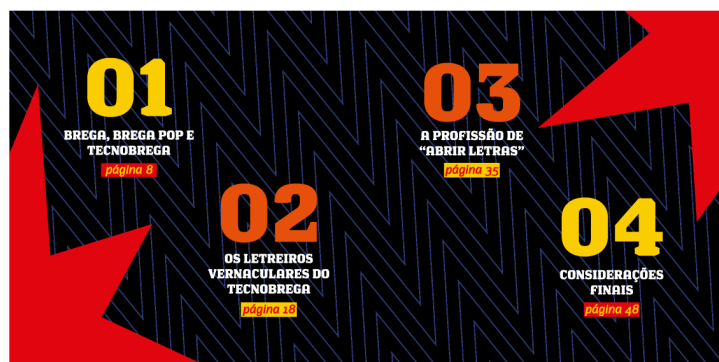 01
BREGA, BREGA POP E
TECNOBREGA
página 8
02
OS LETREIROS
VERNACULARES DO
TECNOBREGA
página 18
03
A PROFISSÃO DE
“ABRIR LETRAS”
página 35
04
CONSIDERAÇÕES
FINAIS
página 48